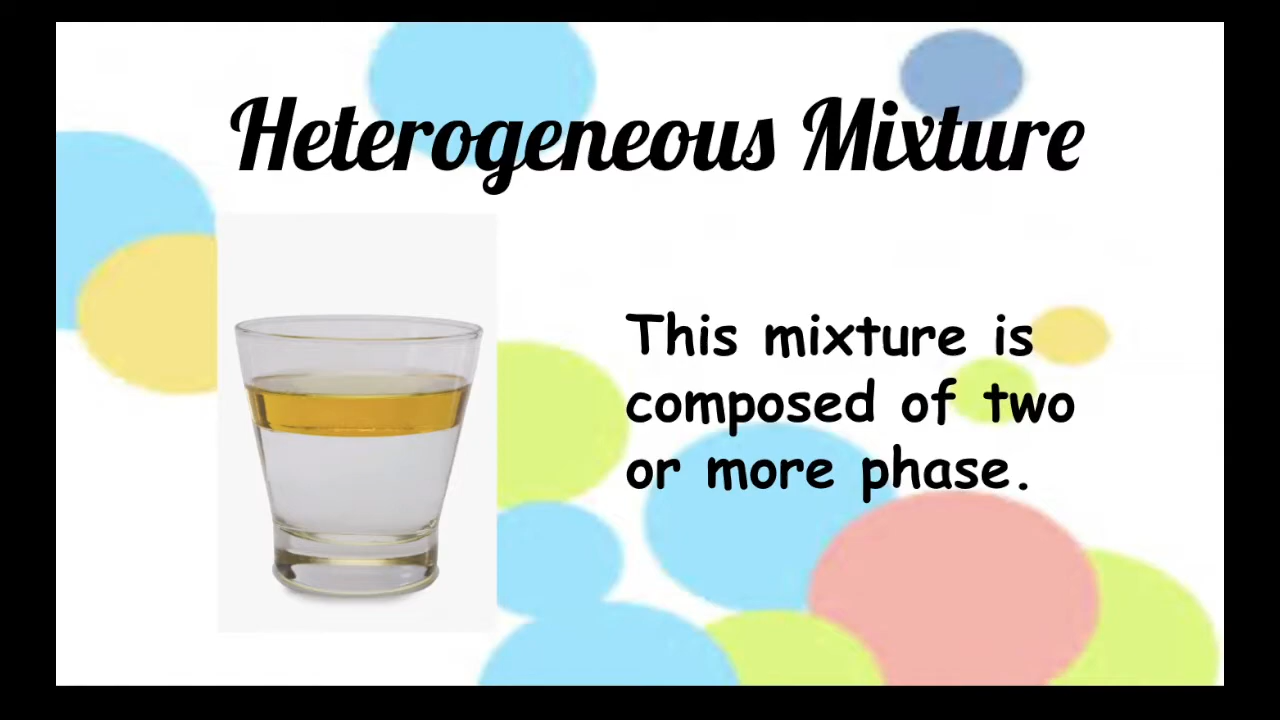 Heterogeneous Mixture
This mixture is
composed of two
or more phase.